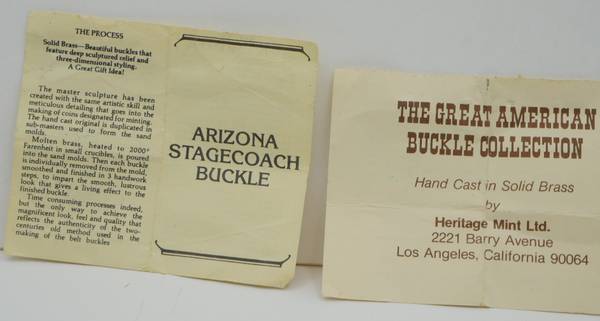 THE PROCESS
Solid Brass—Beautiful buckles that
feature deep sculptured relief and
three-dimensional styling.
A Great Gift Idea!
The master sculpture has been
created with the same artistic skill and
meticulous detailing that goes into the
making of coins designated for minting.
The hand cast original is duplicated in
sub-masters used to form the sand
molds.
Molten brass, heated to 2000°
Farenheit in small crucibles, is poured
into the sand molds. Then each buckle
is individually removed from the mold,
smoothed and finished in 3 handwork
steps, to impart the smooth, lustrous
look that gives a living effect to the
finished buckle.
Time consuming processes indeed,
but the only way to achieve the
magnificent look, feel and quality that
reflects the authenticity of the two-
centuries old method used in the
making of the belt buckles
ARIZONA
STAGECOACH
BUCKLE
THE GREAT AMERICAN
BUCKLE COLLECTION
Hand Cast in Solid Brass
by
Heritage Mint Ltd.
2221 Barry Avenue
Los Angeles, California 90064